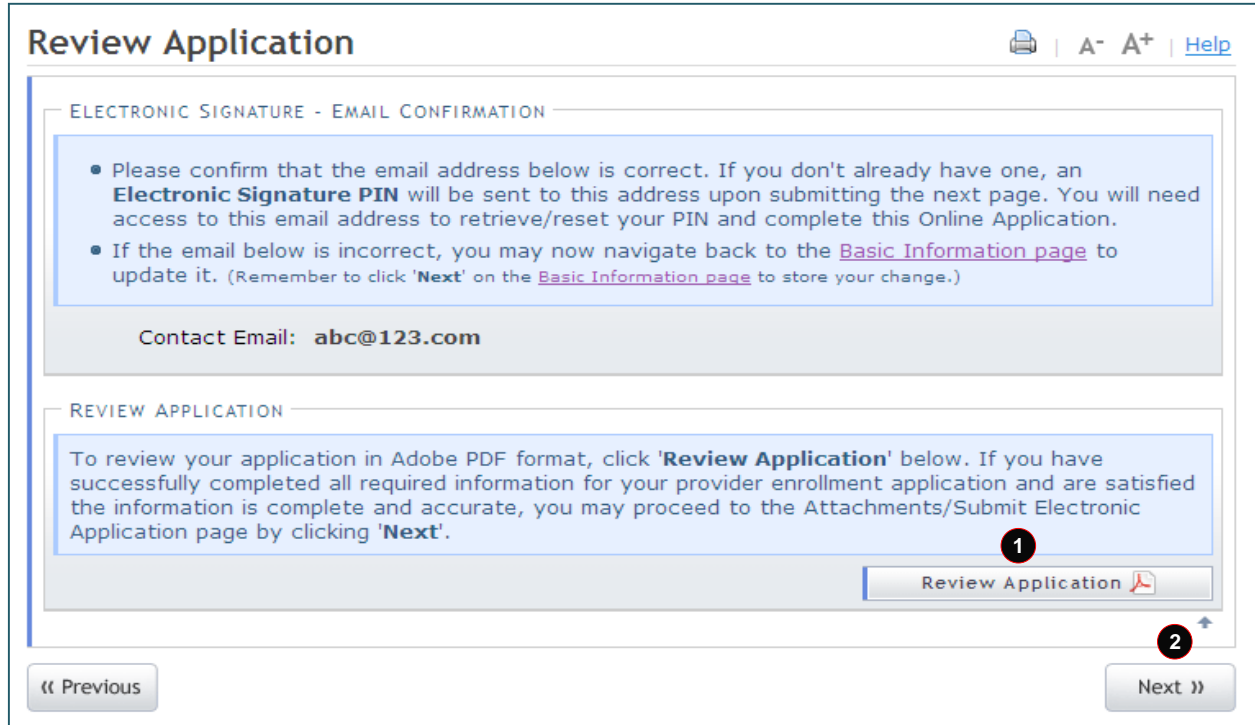 Review Application
A- | A+ | Help
ELECTRONIC SIGNATURE - EMAIL CONFIRMATION
Please confirm that the email address below is correct. If you don't already have one, an
Electronic Signature PIN will be sent to this address upon submitting the next page. You will need
access to this email address to retrieve/reset your PIN and complete this Online Application.
If the email below is incorrect, you may now navigate back to the Basic Information page to
update it. (Remember to click 'Next' on the Basic Information page to store your change.)
Contact Email: abc@123.com
REVIEW APPLICATION
To review your application in Adobe PDF format, click 'Review Application' below. If you have
successfully completed all required information for your provider enrollment application and are satisfied
the information is complete and accurate, you may proceed to the Attachments/Submit Electronic
Application page by clicking 'Next'.
1
Review Application
2
« Previous
Next »